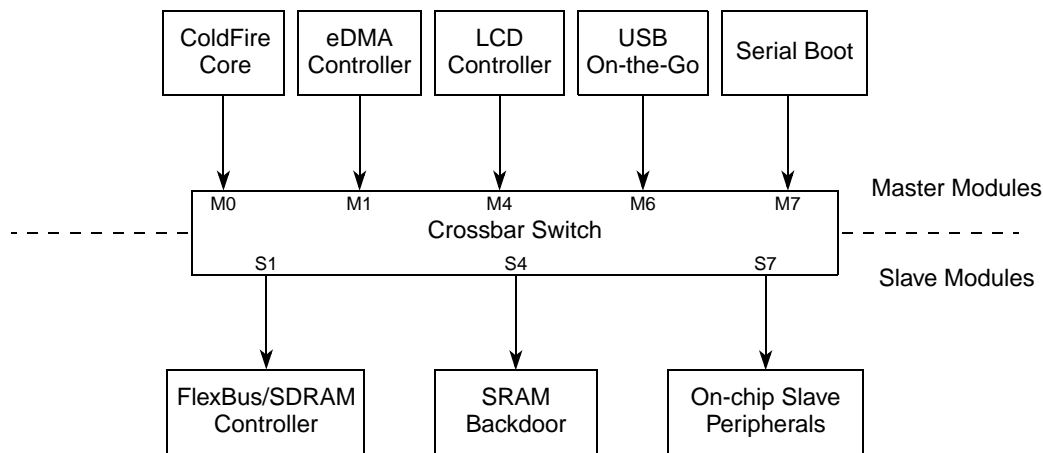 ColdFire
Core
eDMA
Controller
LCD
Controller
USB
On-the-Go
Serial Boot
Master Modules
M0
M1
M4
M6
M7
Crossbar Switch
S1
S4
S7
Slave Modules
FlexBus/SDRAM
Controller
SRAM
Backdoor
On-chip Slave
Peripherals